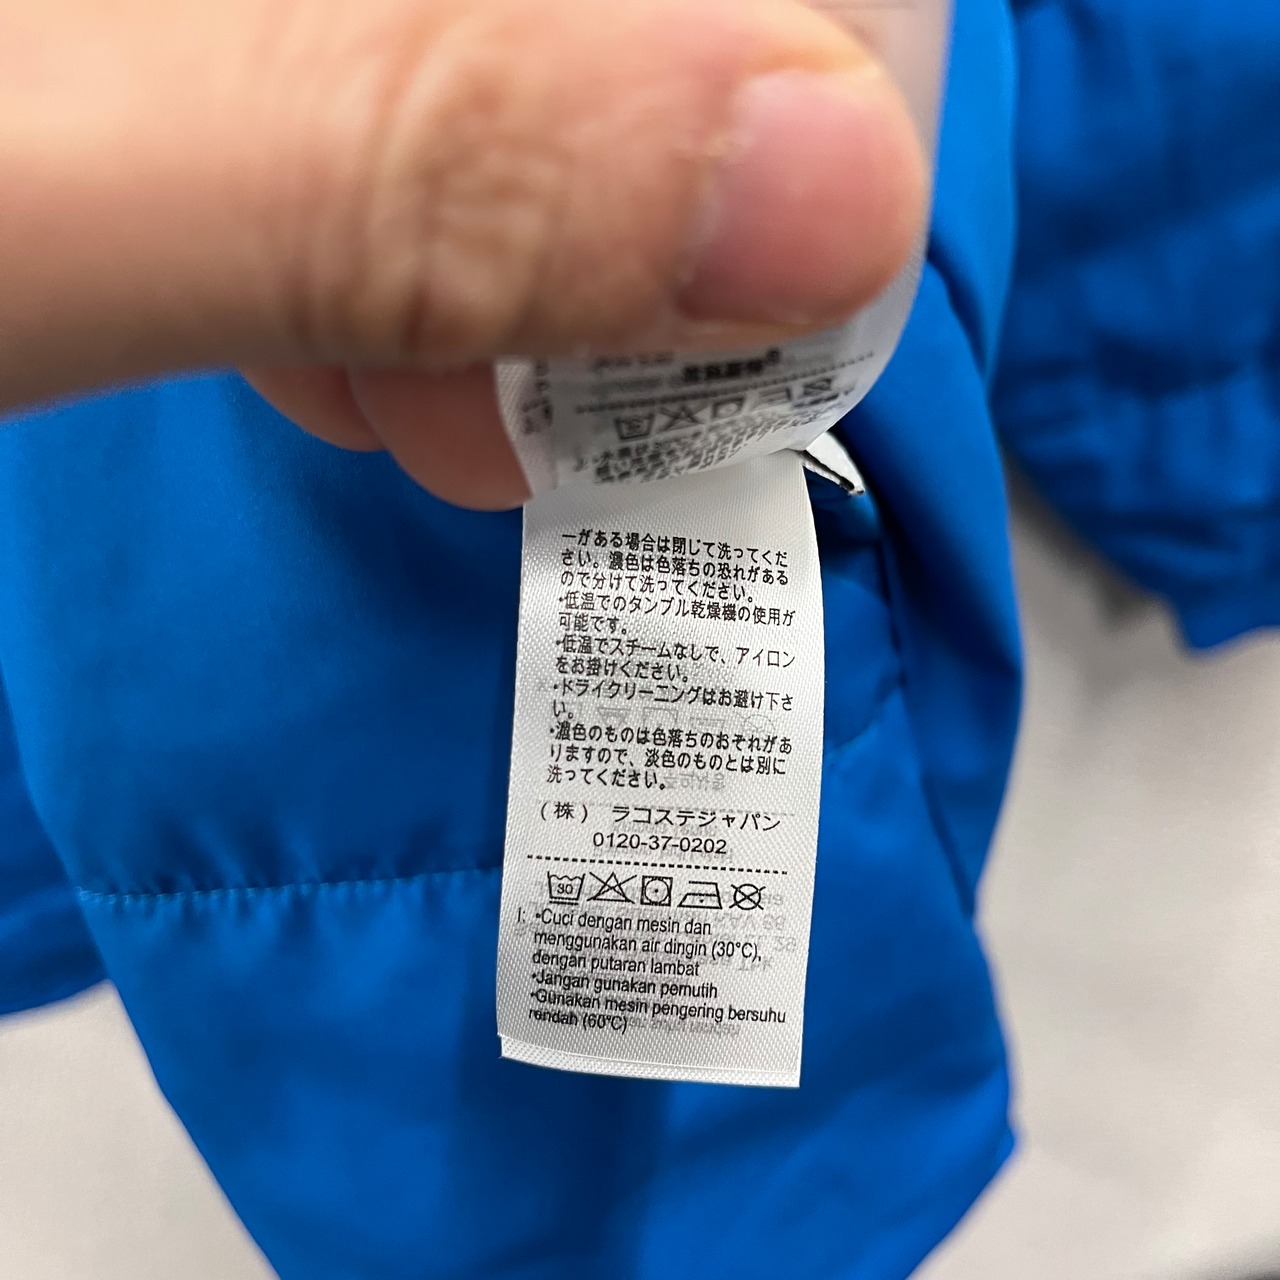 ーがある場合は閉じて洗ってくだ
さい。濃色は色落ちの恐れがある
ので分けて洗ってください。
・低温でのタンブル乾燥機の使用が
可能です。
・低温でスチームなしで、アイロン
をお掛けください。
・ドライクリーニングはお避け下さ
い。
・濃色のものは色落ちのおそれがあ
りますので、淡色のものとは別に
洗ってください。
(株) ラコステジャパン
0120-37-0202
30
I: •Cuci dengan mesin dan
menggunakan air dingin (30°C),
dengan putaran lambat
•Jangan gunakan pemutih
•Gunakan mesin pengering bersuhu
rendah (60°C)